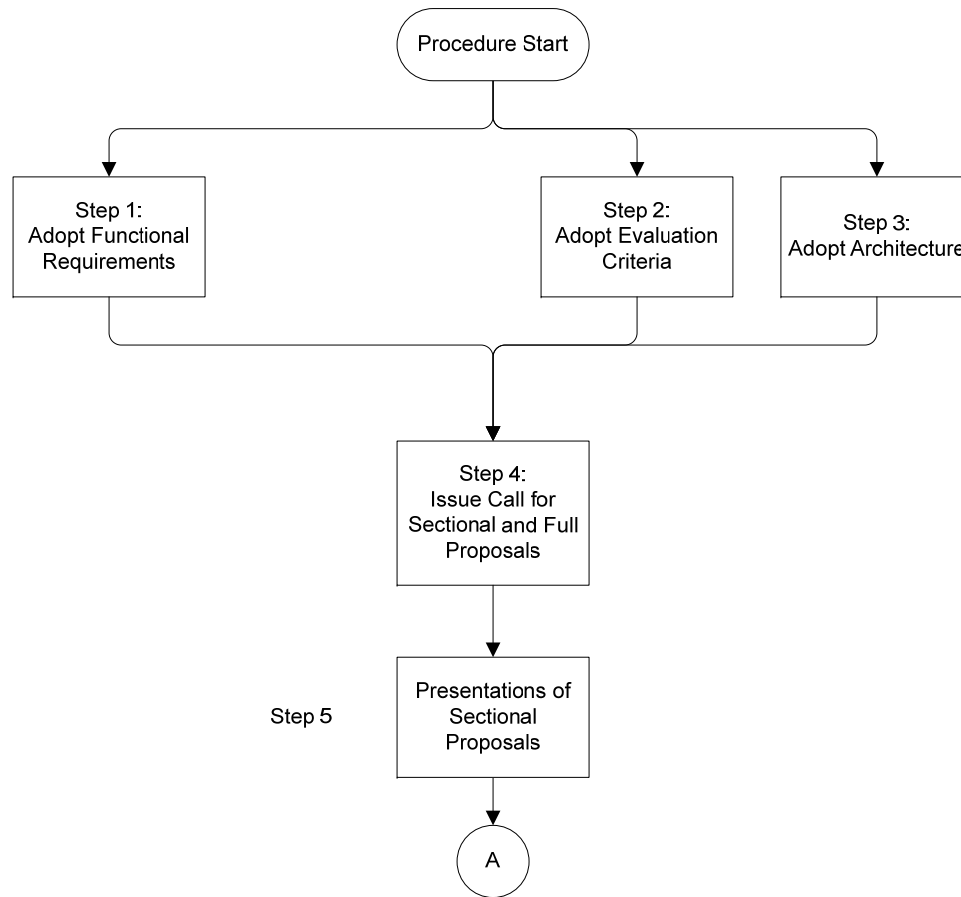 Procedure Start
Step 1:
Adopt Functional
Requirements
Step 2:
Adopt Evaluation
Criteria
Step 3:
Adopt Architecture
Step 4:
Issue Call for
Sectional and Full
Proposals
Step 5
Presentations of
Sectional
Proposals
A